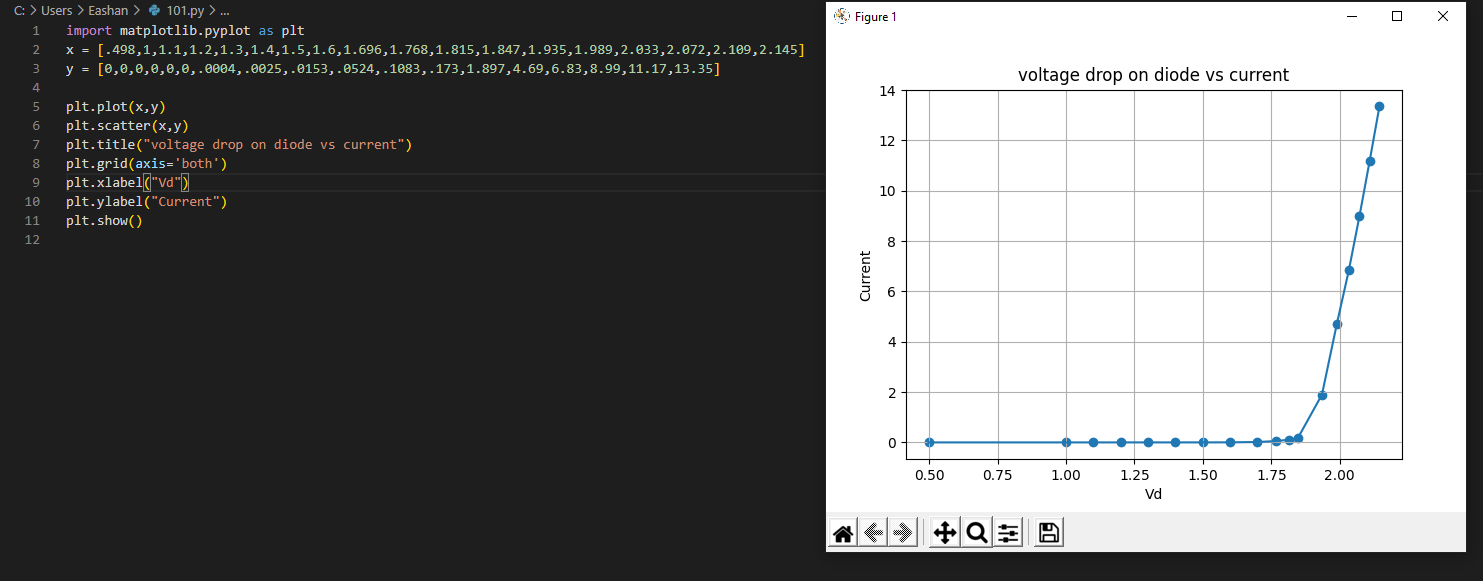 C: > Users > Eashan > 101.py > ...
1 import matplotlib.pyplot as plt
2 x = [.498,1,1.1,1.2,1.3,1.4,1.5,1.6,1.696,1.768,1.815,1.847,1.935,1.989,2.033,2.072,2.109,2.145]
3 y = [0,0,0,0,0,0,.0004,.0025,.0153,.0524,.1083,.173,1.897,4.69,6.83,8.99,11.17,13.35]
4
5 plt.plot(x,y)
6 plt.scatter(x,y)
7 plt.title("voltage drop on diode vs current")
8 plt.grid(axis='both')
9 plt.xlabel("Vd")
10 plt.ylabel("Current")
11 plt.show()
12
Figure 1
voltage drop on diode vs current
14
12
10
8
6
4
2
0
Current
0.50 0.75 1.00 1.25 1.50 1.75 2.00
Vd